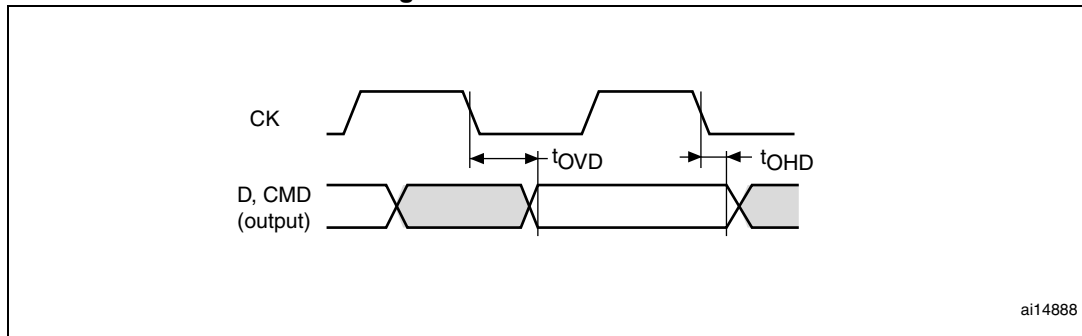 CK
tOVD
tOHD
D, CMD
(output)
ai14888